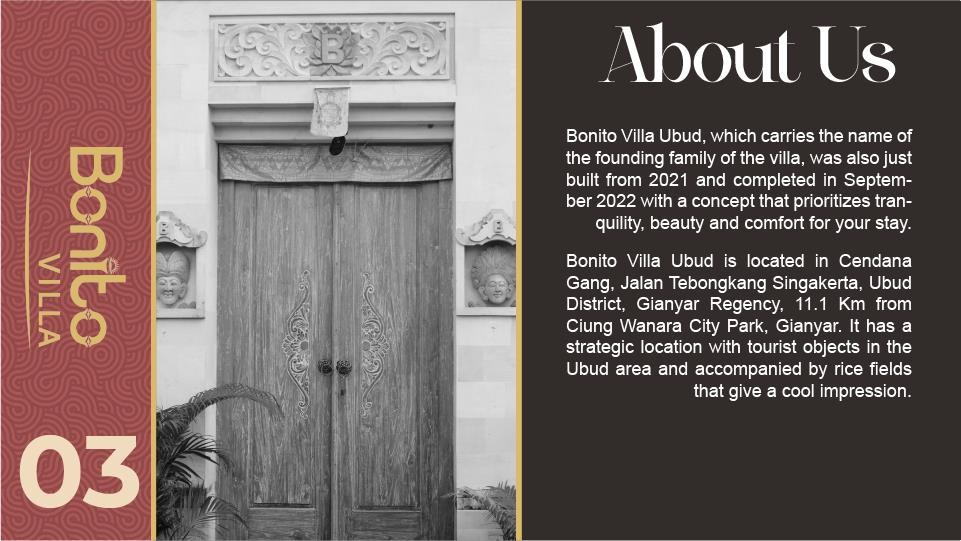 Bonito
VILLA
03
B
About Us
Bonito Villa Ubud, which carries the name of
the founding family of the villa, was also just
built from 2021 and completed in Septem-
ber 2022 with a concept that prioritizes tran-
quility, beauty and comfort for your stay.
Bonito Villa Ubud is located in Cendana
Gang, Jalan Tebongkang Singakerta, Ubud
District, Gianyar Regency, 11.1 Km from
Ciung Wanara City Park, Gianyar. It has a
strategic location with tourist objects in the
Ubud area and accompanied by rice fields
that give a cool impression.